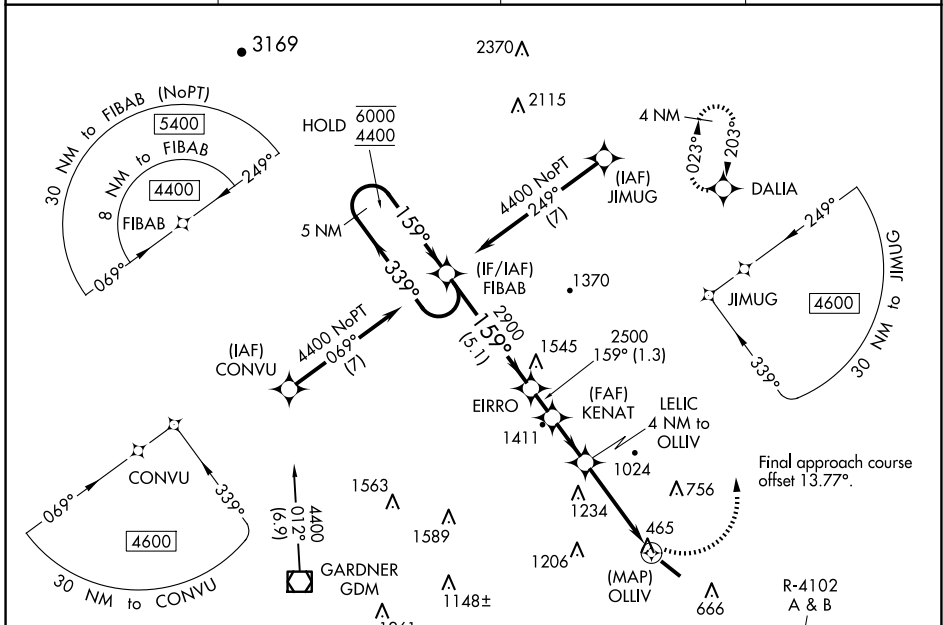 3169
2370
2115
30 NM to FIBAB (NoPT)
5400
8 NM to FIBAB
4400
FIBAB
249°
069°
HOLD
6000
4400
5 NM
159°
339°
4400 NoPT
249°
(7)
(IAF)
JIMUG
4 NM
023°
203°
DALIA
249°
JIMUG
4600
339°
30 NM to JIMUG
(IF/IAF)
FIBAB
1370
2900
159°
(5.1)
4400 NoPT
069°
(7)
(IAF)
CONVU
1545
2500
159° (1.3)
EIRRO
(FAF)
KENAT
LELIC
4 NM to
OLLIV
1411
1024
Final approach course
offset 13.77°.
CONVU
069°
339°
4600
30 NM to CONVU
4400
012°
(6.9)
1563
1589
1234
756
465
1206
GARDNER
GDM
1148±
(MAP)
OLLIV
666
R-4102
A & B